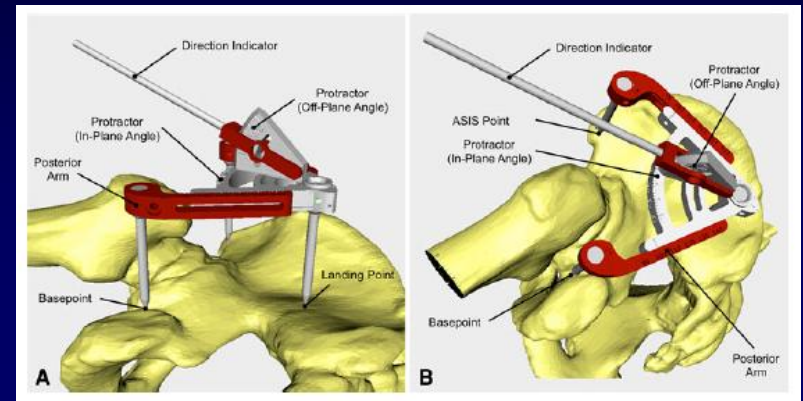 Direction Indicator
Protractor
(Off-Plane Angle)
Protractor
(In-Plane Angle)
Posterior
Arm
Landing Point
Basepoint
A
Direction Indicator
Protractor
(Off-Plane Angle)
ASIS Point
Protractor
(In-Plane Angle)
Basepoint
Posterior
Arm
B